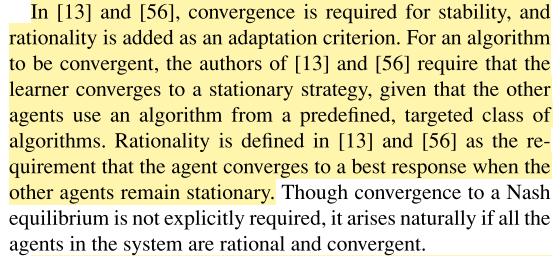 In [13] and [56], convergence is required for stability, and
rationality is added as an adaptation criterion. For an algorithm
to be convergent, the authors of [13] and [56] require that the
learner converges to a stationary strategy, given that the other
agents use an algorithm from a predefined, targeted class of
algorithms. Rationality is defined in [13] and [56] as the re-
quirement that the agent converges to a best response when the
other agents remain stationary. Though convergence to a Nash
equilibrium is not explicitly required, it arises naturally if all the
agents in the system are rational and convergent.